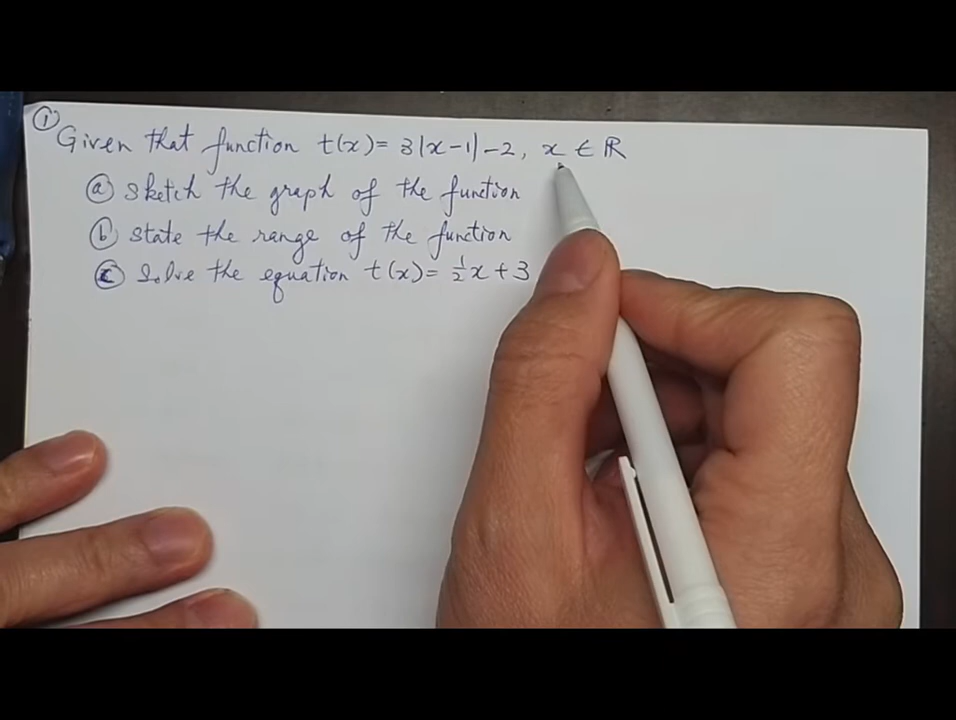 ①
Given that function t(x) = 3|x-1| - 2, x ∈ ℝ
ⓐ sketch the graph of the function
ⓑ state the range of the function
ⓒ solve the equation t(x) = ½x + 3